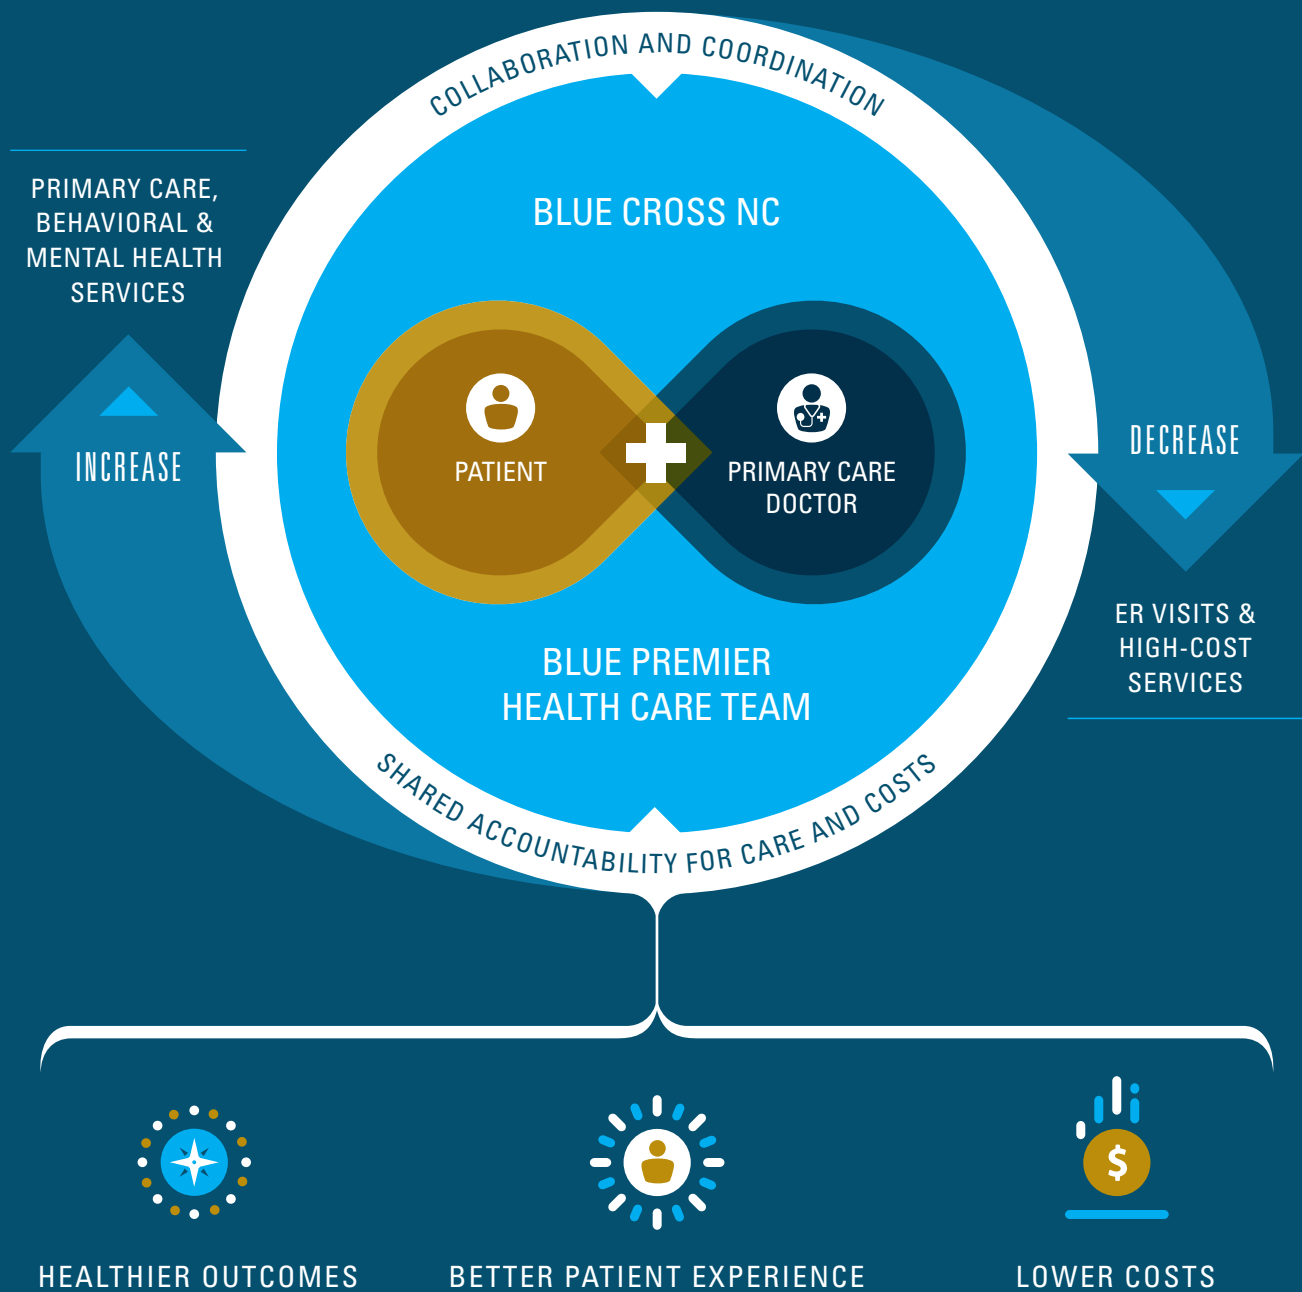 COLLABORATION AND COORDINATION
PRIMARY CARE,
BEHAVIORAL &
MENTAL HEALTH
SERVICES
INCREASE
BLUE CROSS NC
PATIENT
PRIMARY CARE
DOCTOR
BLUE PREMIER
HEALTH CARE TEAM
DECREASE
ER VISITS &
HIGH-COST
SERVICES
SHARED ACCOUNTABILITY FOR CARE AND COSTS
$
HEALTHIER OUTCOMES
BETTER PATIENT EXPERIENCE
LOWER COSTS